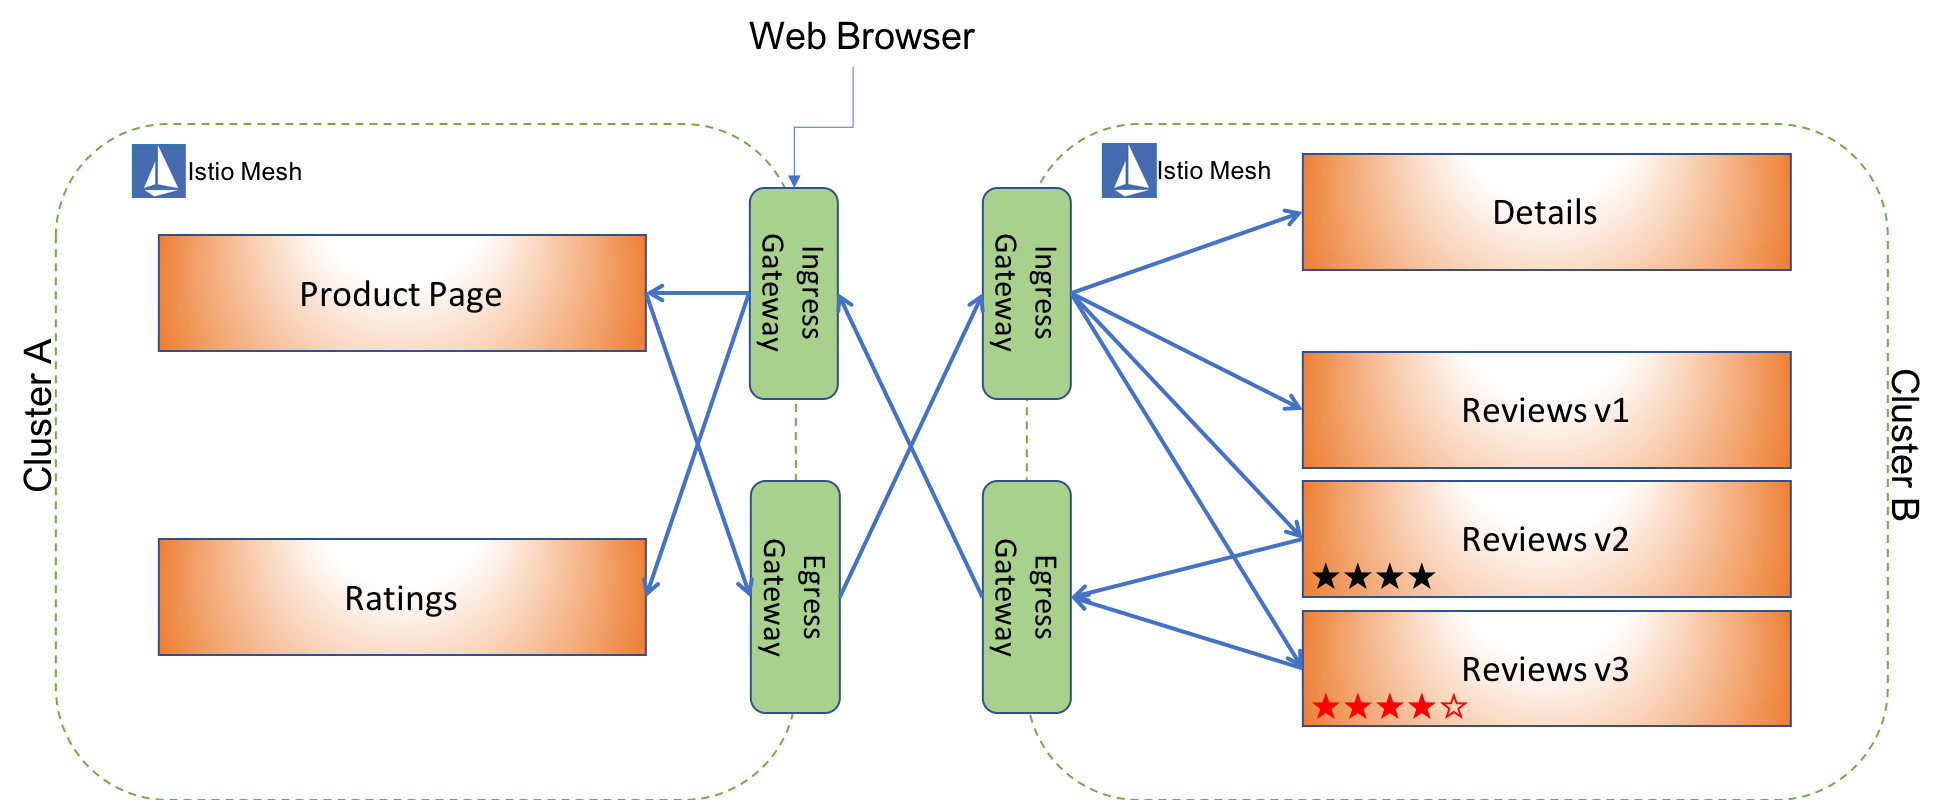 Web Browser
Istio Mesh
Product Page
Ratings
Cluster A
Ingress
Gateway
Egress
Gateway
Ingress
Gateway
Egress
Gateway
Istio Mesh
Details
Reviews v1
Reviews v2
Reviews v3
Cluster B